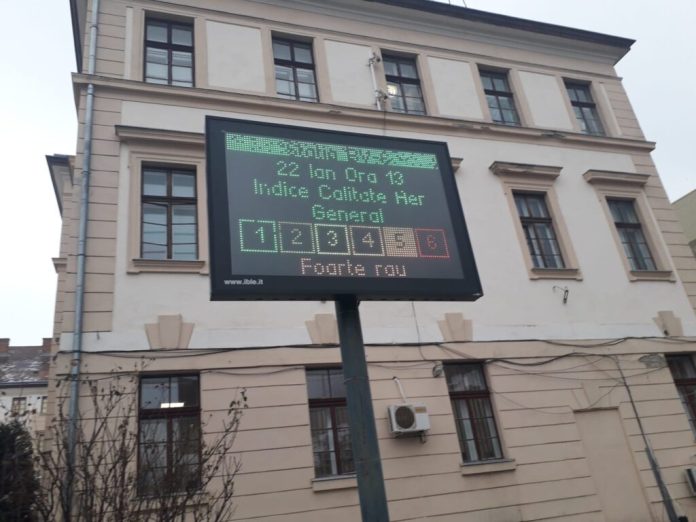 22 Ian Ora 13
Indice Calitate Aer
General
1 2 3 4 5 6
Foarte rau
www.ible.it